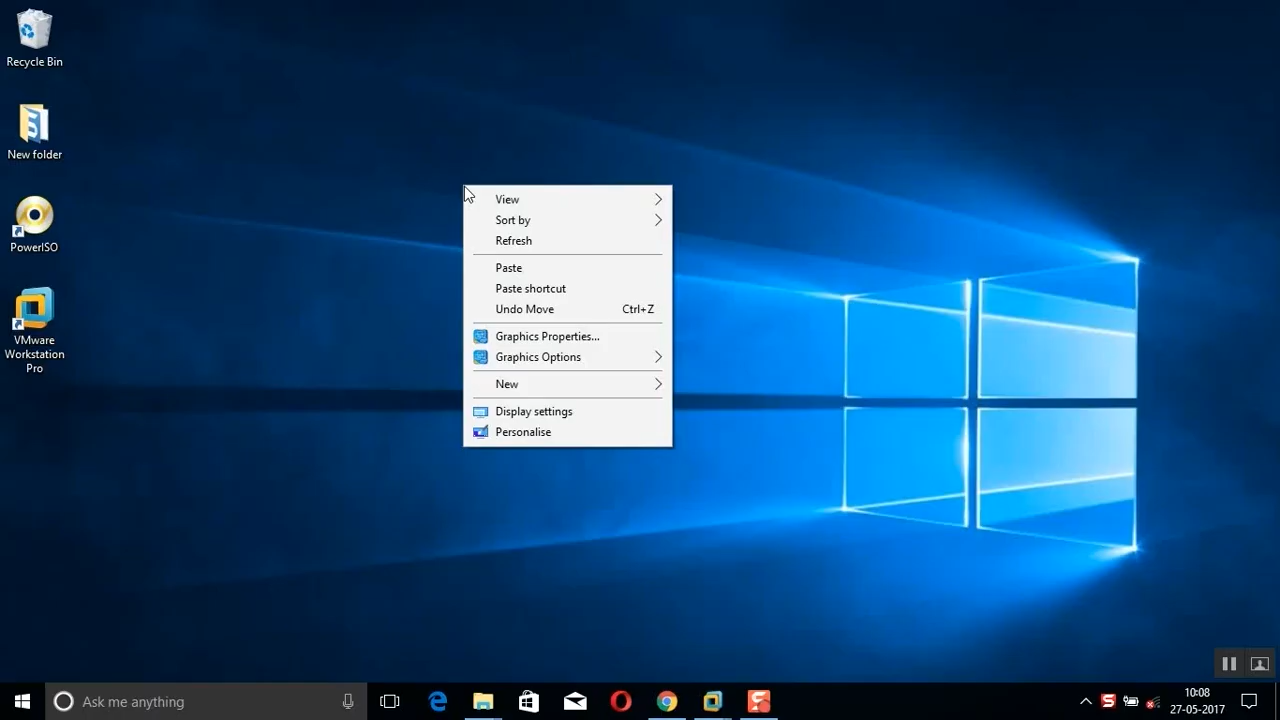 Recycle Bin
New folder
PowerISO
VMware
Workstation
Pro
View
Sort by
Refresh
Paste
Paste shortcut
Undo Move Ctrl+Z
Graphics Properties...
Graphics Options
New
Display settings
Personalise
Ask me anything
10:08
27-05-2017